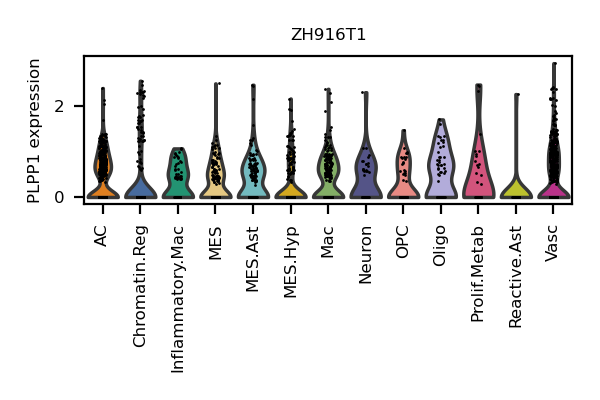 ZH916T1
PLPP1 expression
2
0
AC
Chromatin.Reg
Inflammatory.Mac
MES
MES.Ast
MES.Hyp
Mac
Neuron
OPC
Oligo
Prolif.Metab
Reactive.Ast
Vasc